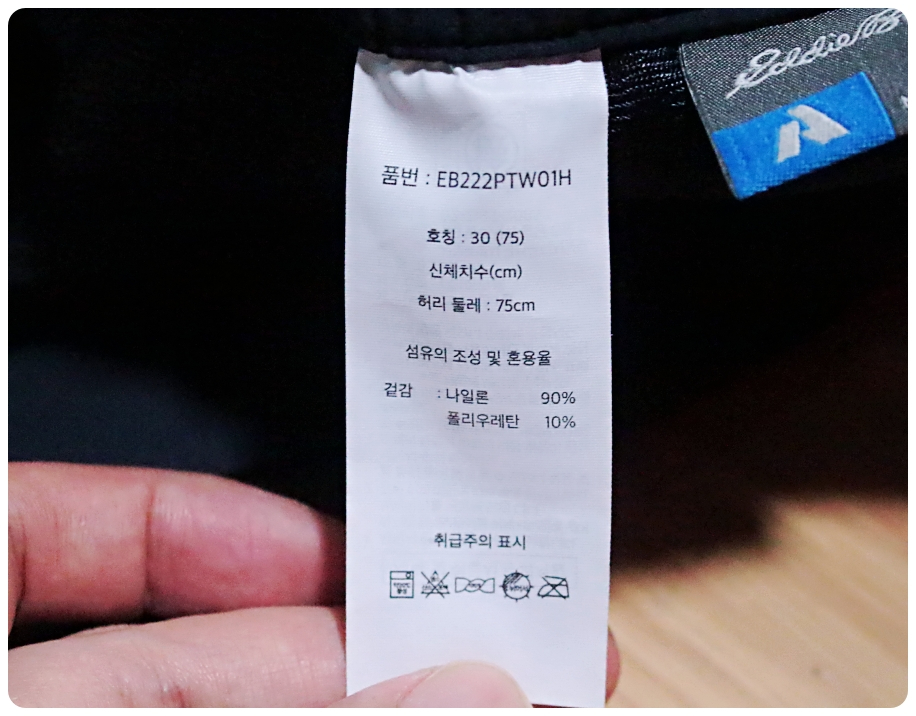 Eddie B
품번 : EB222PTW01H
호칭 : 30 (75)
신체치수(cm)
허리 둘레 : 75cm
섬유의 조성 및 혼용율
겉감 : 나일론 90%
폴리우레탄 10%
취급주의 표시